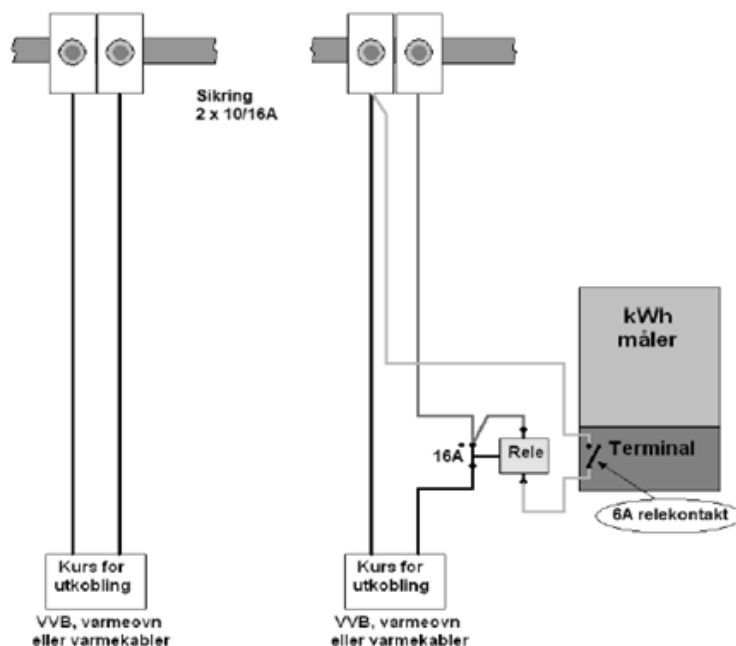 Sikring
2 x 10/16A
kWh
måler
16A
Rele
Terminal
6A relekontakt
Kurs for
utkobling
VVB, varmeovn
eller varmekabler
Kurs for
utkobling
VVB, varmeovn
eller varmekabler